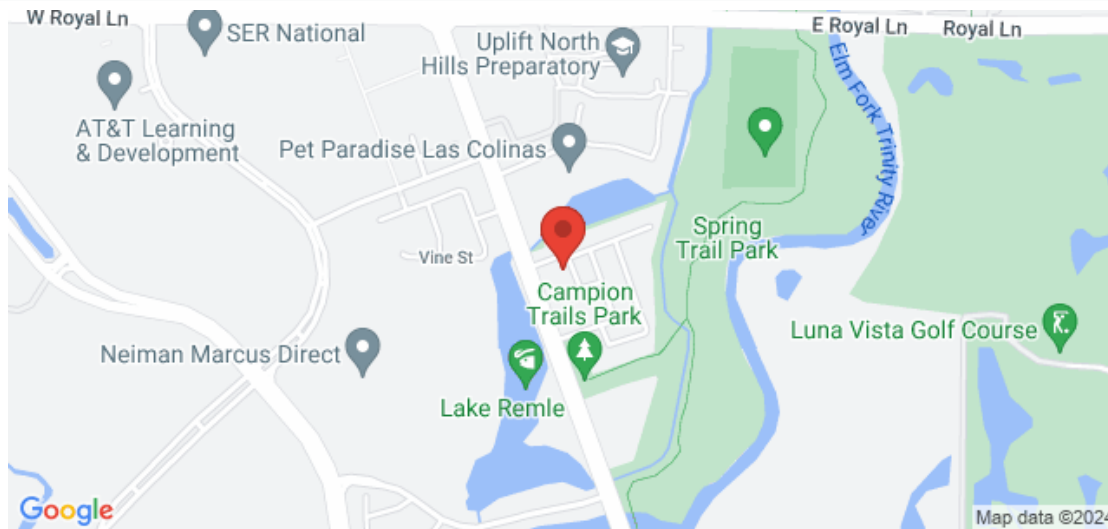 W Royal Ln
E Royal Ln
Royal Ln
SER National
Uplift North
Hills Preparatory
Elm Fork Trinity River
AT&T Learning
& Development
Pet Paradise Las Colinas
Spring
Trail Park
Vine St
Campion
Trails Park
Luna Vista Golf Course
Neiman Marcus Direct
Lake Remle
Google
Map data ©2024